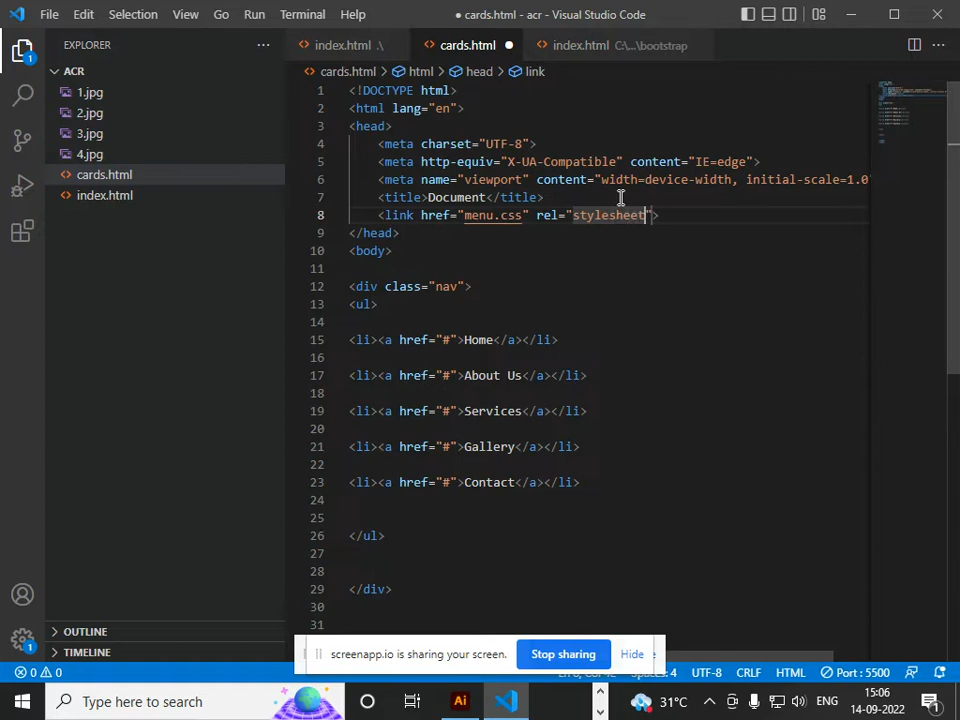 File Edit Selection View Go Run Terminal Help
● cards.html - acr - Visual Studio Code
EXPLORER
ACR
1.jpg
2.jpg
3.jpg
4.jpg
cards.html
index.html
OUTLINE
TIMELINE
index.html .\
cards.html
index.html C:\...\bootstrap
cards.html > html > head > link
1 <!DOCTYPE html>
2 <html lang="en">
3 <head>
4 <meta charset="UTF-8">
5 <meta http-equiv="X-UA-Compatible" content="IE=edge">
6 <meta name="viewport" content="width=device-width, initial-scale=1.0"
7 <title>Document</title>
8 <link href="menu.css" rel="stylesheet">
9 </head>
10 <body>
11
12 <div class="nav">
13 <ul>
14
15 <li><a href="#">Home</a></li>
16
17 <li><a href="#">About Us</a></li>
18
19 <li><a href="#">Services</a></li>
20
21 <li><a href="#">Gallery</a></li>
22
23 <li><a href="#">Contact</a></li>
24
25
26 </ul>
27
28
29 </div>
30
31
screenapp.io is sharing your screen. Stop sharing Hide
0 0
Spaces: 4 UTF-8 CRLF HTML Port : 5500
Type here to search
Ai
31°C
ENG
15:06
14-09-2022
1
1
1